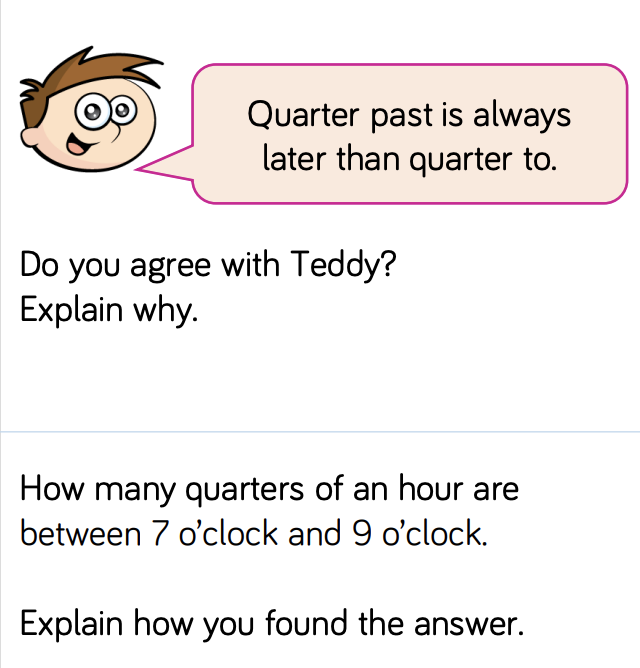 Quarter past is always
later than quarter to.
Do you agree with Teddy?
Explain why.
How many quarters of an hour are
between 7 o’clock and 9 o’clock.
Explain how you found the answer.